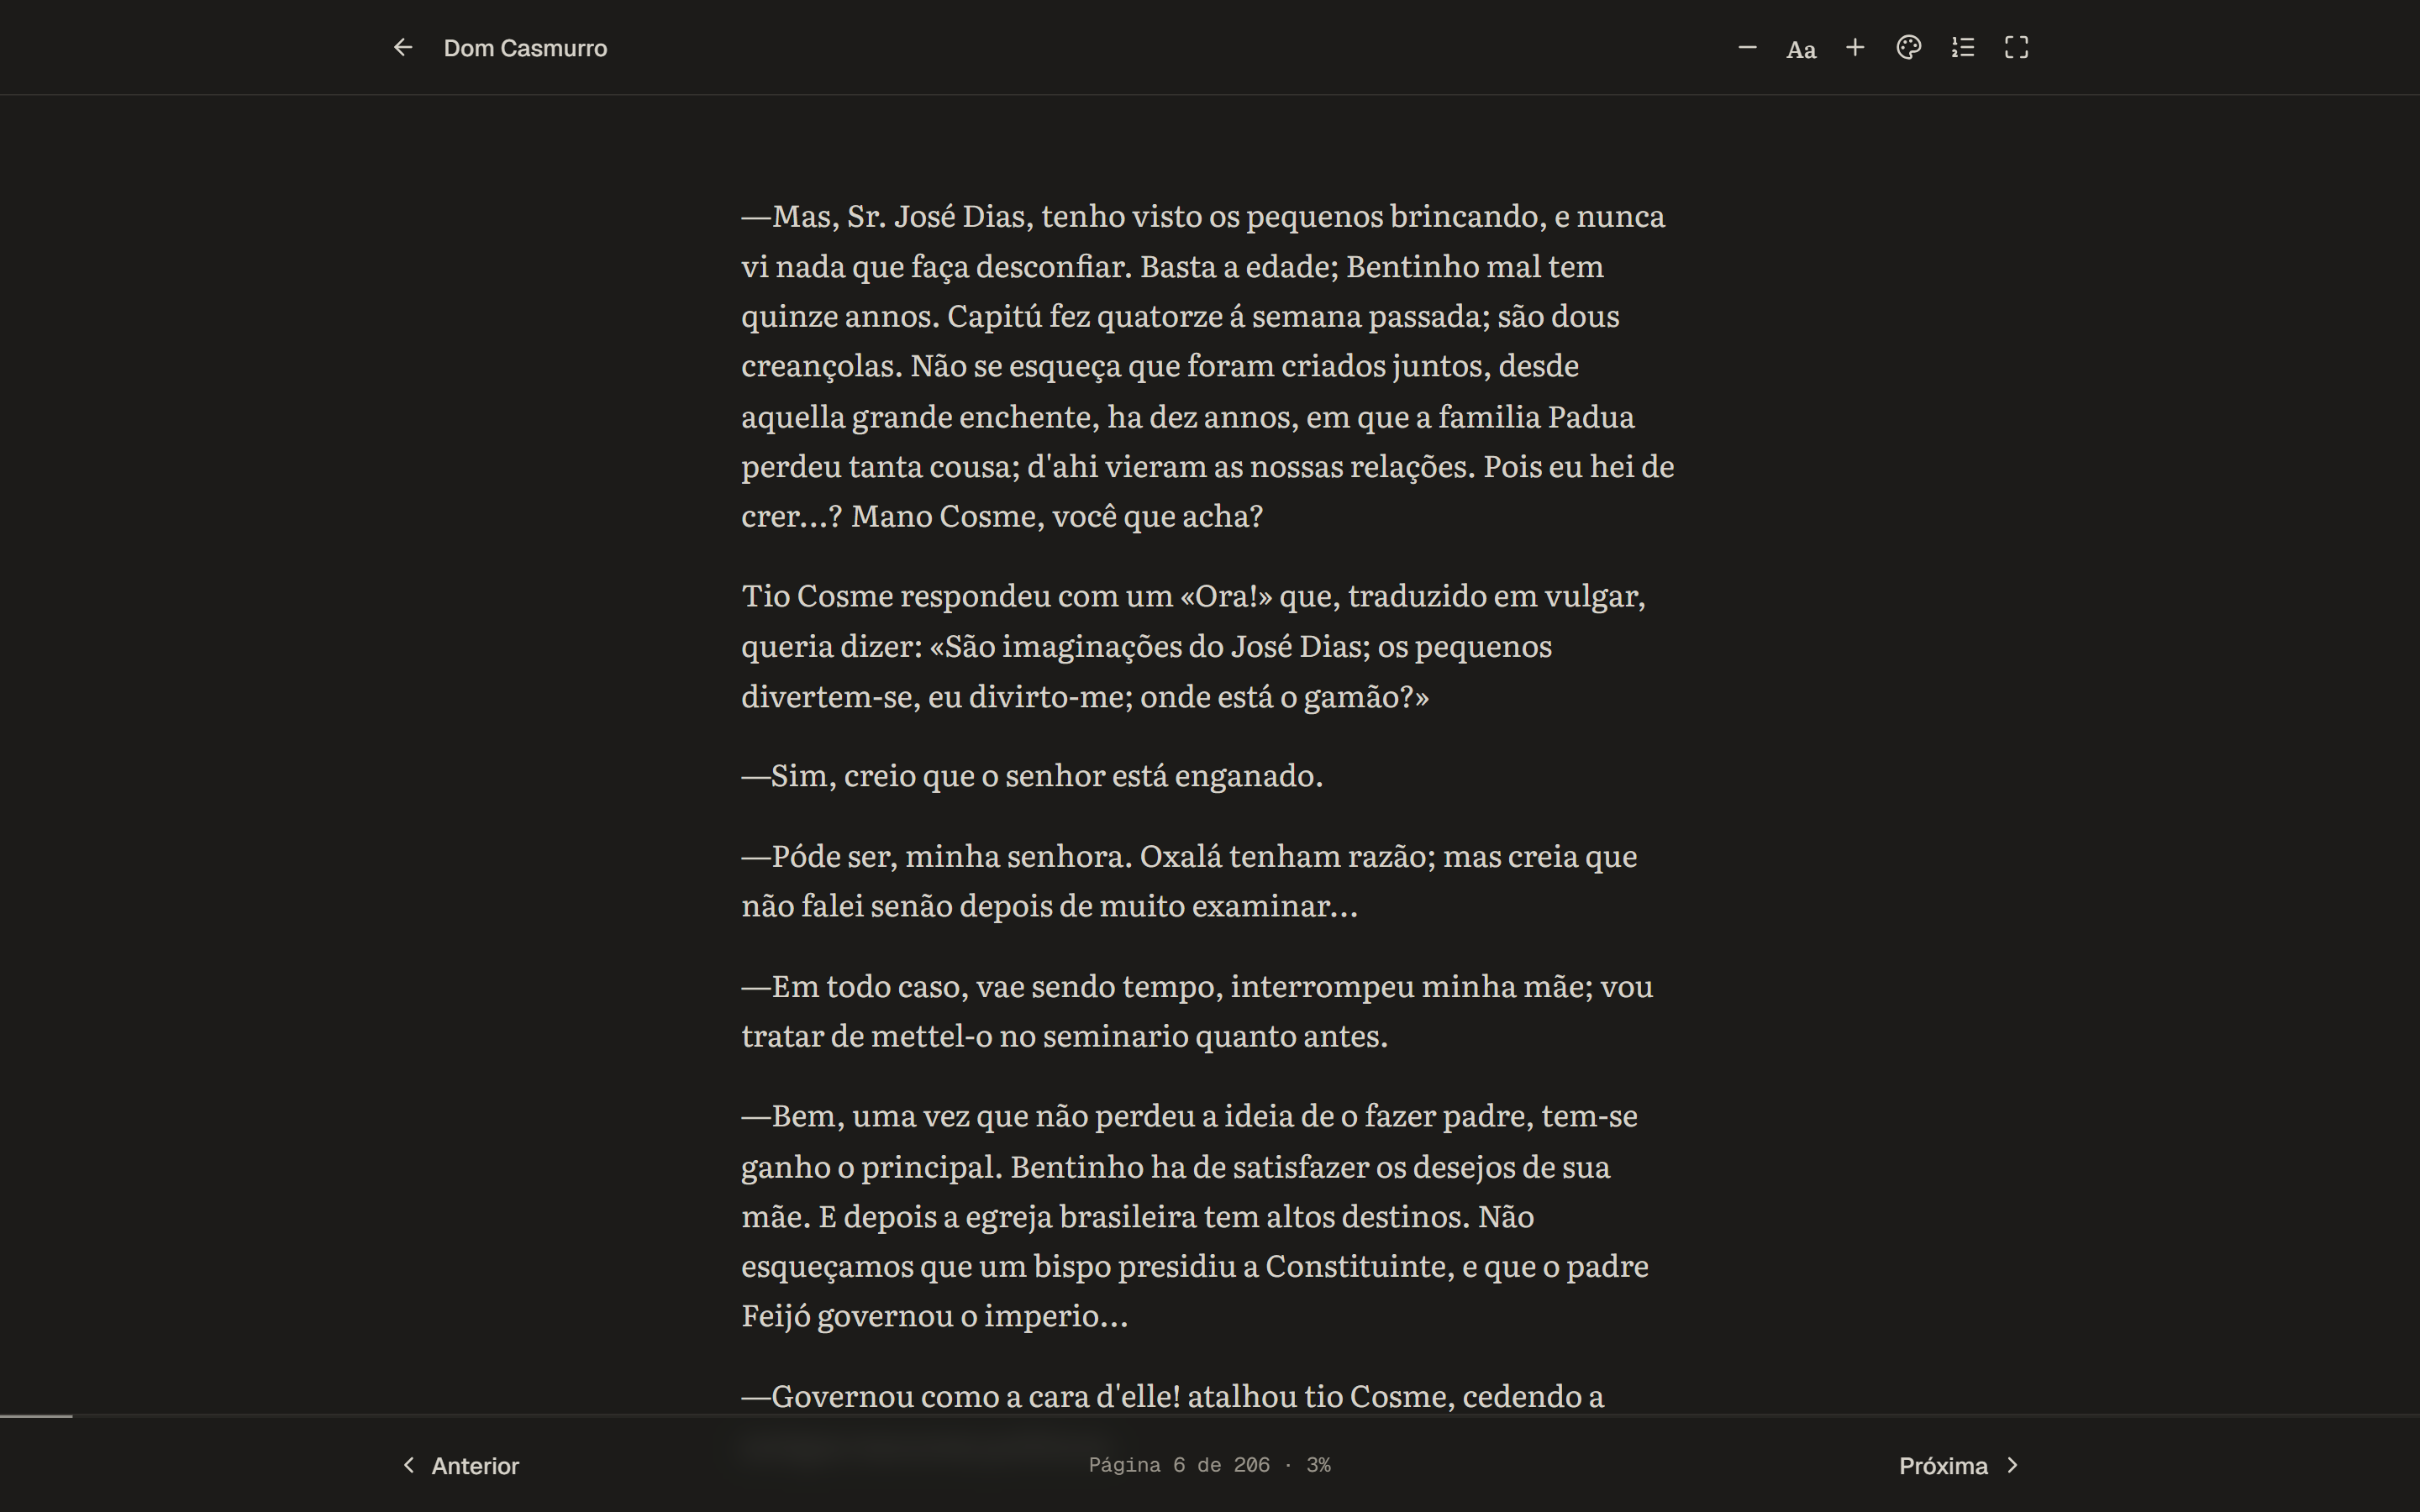 Dom Casmurro
Aa
—Mas, Sr. José Dias, tenho visto os pequenos brincando, e nunca
vi nada que faça desconfiar. Basta a edade; Bentinho mal tem
quinze annos. Capitú fez quatorze á semana passada; são dous
creançolas. Não se esqueça que foram criados juntos, desde
aquella grande enchente, ha dez annos, em que a familia Padua
perdeu tanta cousa; d'ahi vieram as nossas relações. Pois eu hei de
crer...? Mano Cosme, você que acha?
Tio Cosme respondeu com um «Ora!» que, traduzido em vulgar,
queria dizer: «São imaginações do José Dias; os pequenos
divertem-se, eu divirto-me; onde está o gamão?»
—Sim, creio que o senhor está enganado.
—Póde ser, minha senhora. Oxalá tenham razão; mas creia que
não falei senão depois de muito examinar...
—Em todo caso, vae sendo tempo, interrompeu minha mãe; vou
tratar de mettel-o no seminario quanto antes.
—Bem, uma vez que não perdeu a ideia de o fazer padre, tem-se
ganho o principal. Bentinho ha de satisfazer os desejos de sua
mãe. E depois a egreja brasileira tem altos destinos. Não
esqueçamos que um bispo presidiu a Constituinte, e que o padre
Feijó governou o imperio...
—Governou como a cara d'elle! atalhou tio Cosme, cedendo a
Anterior
Página 6 de 206 · 3%
Próxima